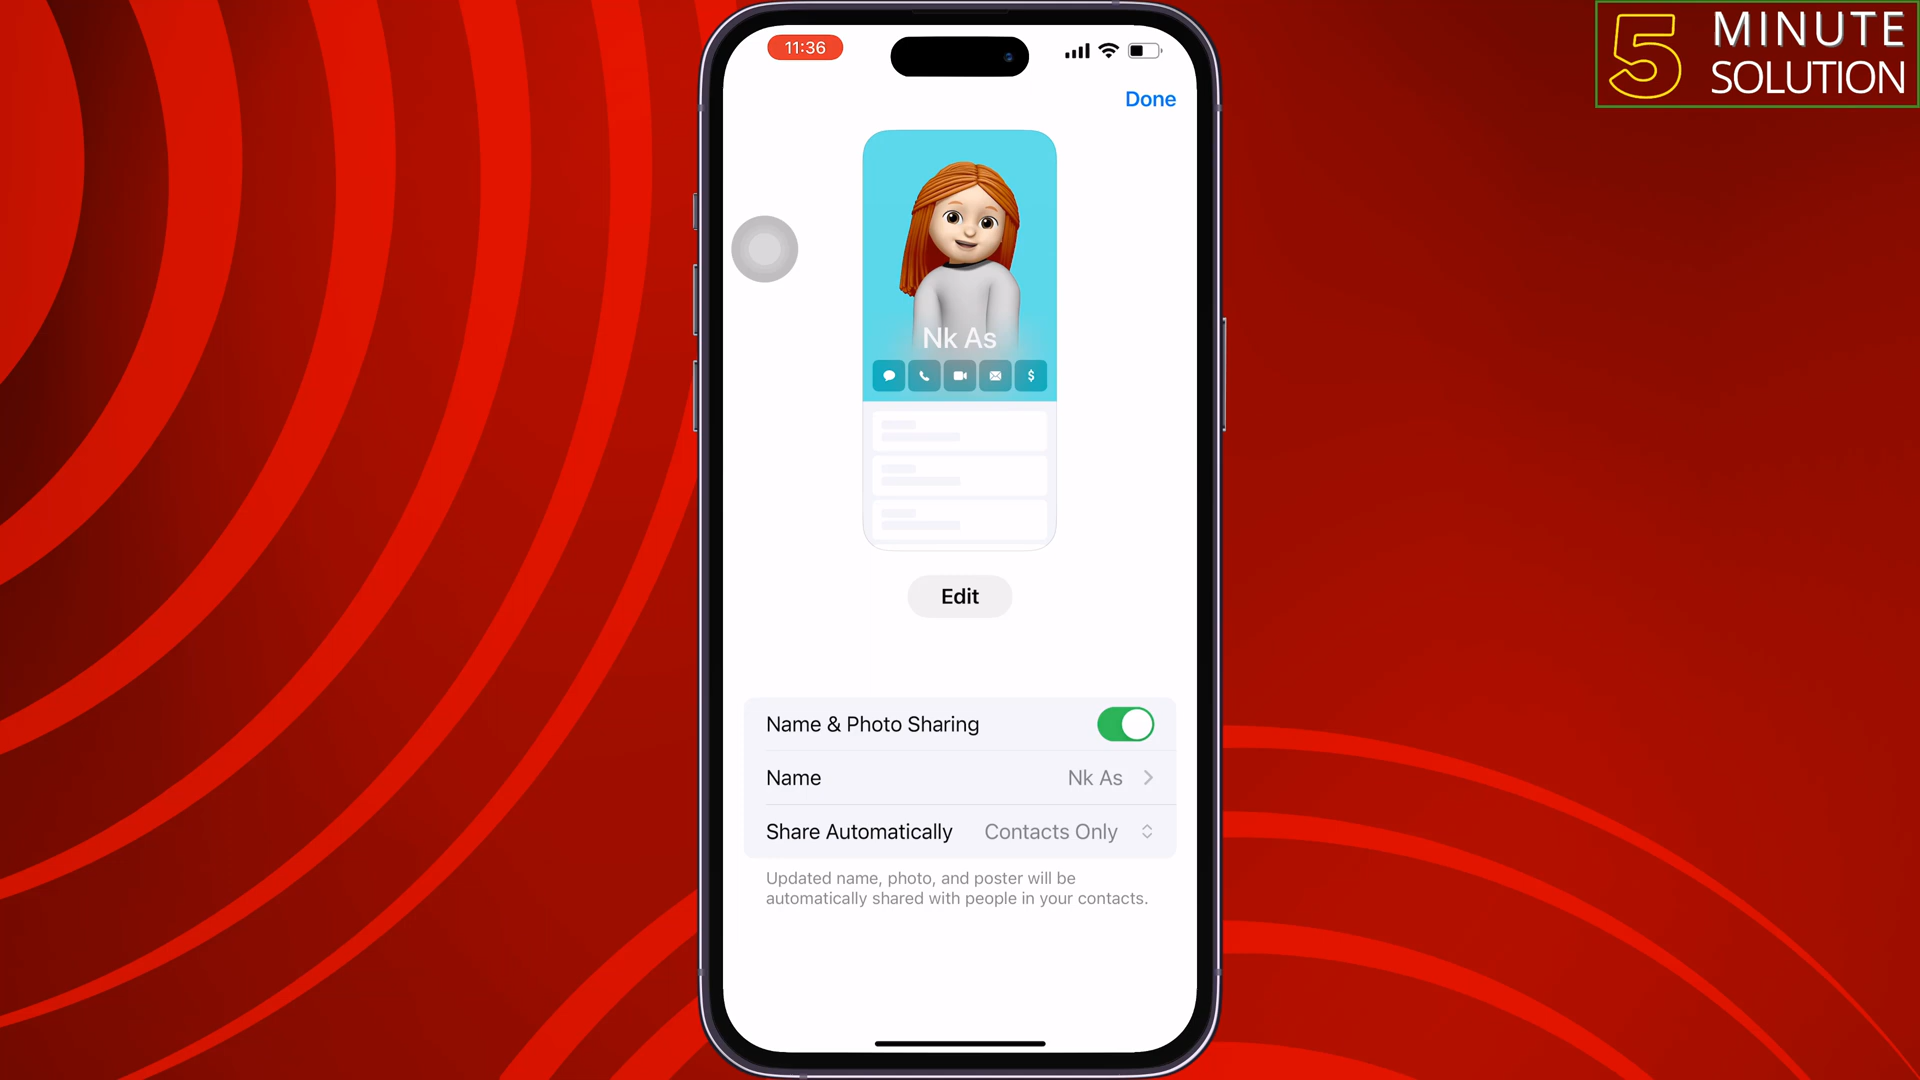 5 MINUTE
SOLUTION
11:36
Done
Nk As
$
Edit
Name & Photo Sharing
Name Nk As
Share Automatically Contacts Only
Updated name, photo, and poster will be
automatically shared with people in your contacts.